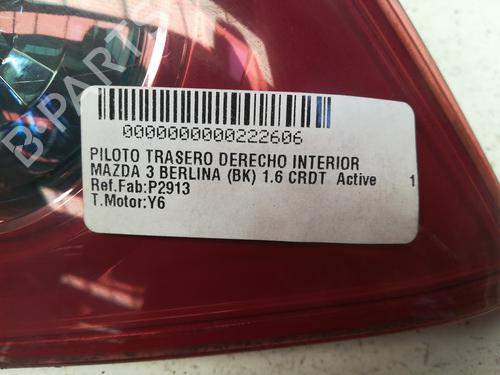 B-PARTS
0000000000222606
PILOTO TRASERO DERECHO INTERIOR
MAZDA 3 BERLINA (BK) 1.6 CRDT Active 1
Ref.Fab:P2913
T.Motor:Y6